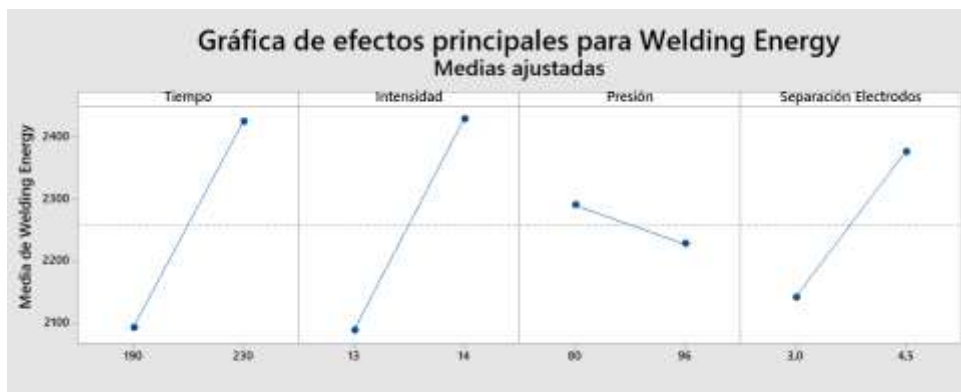 Gráfica de efectos principales para Welding Energy
Medias ajustadas
Tiempo Intensidad Presión Separación Electrodos
Media de Welding Energy
2400
2300
2200
2100
190 230 13 14 80 96 3,0 4,5